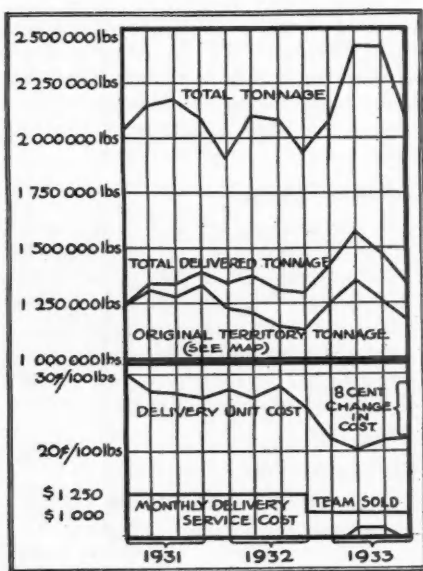 2 500 000 lbs
2 250 000 lbs
TOTAL TONNAGE
2 000 000 lbs
1 750 000 lbs
1 500 000 lbs
TOTAL DELIVERED TONNAGE
1 250 000 lbs
ORIGINAL TERRITORY TONNAGE
(SEE MAP)
1 000 000 lbs
30¢/100 lbs
8 CENT
CHANGE
IN
COST
DELIVERY UNIT COST
20¢/100 lbs
$1 250
MONTHLY DELIVERY
SERVICE COST
TEAM SOLD
$1 000
1931 1932 1933